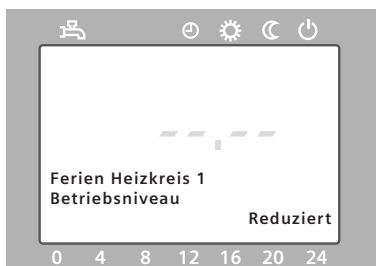 --.--
Ferien Heizkreis 1
Betriebsniveau
Reduziert
0 4 8 12 16 20 24